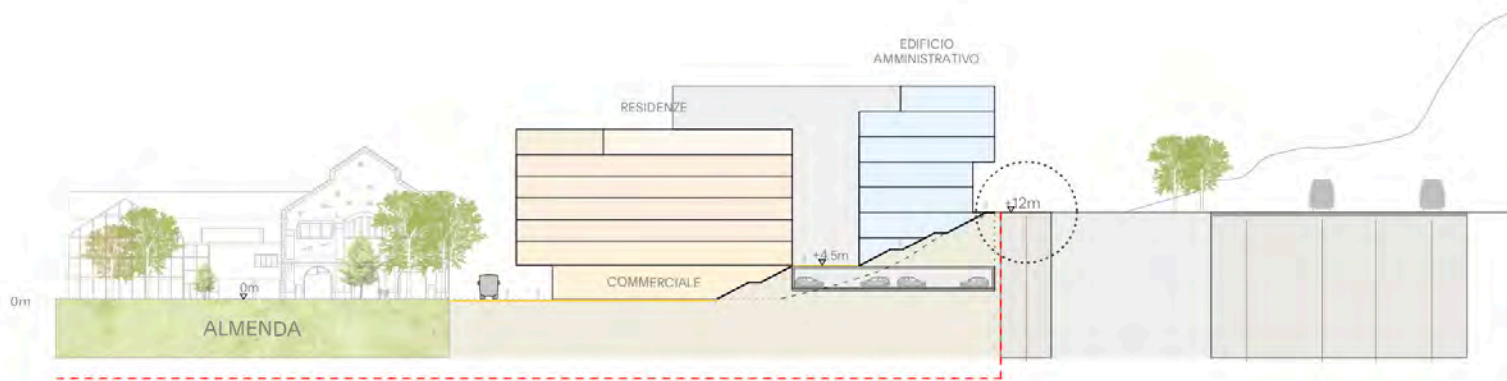 EDIFICIO
AMMINISTRATIVO
RESIDENZE
+12m
+4.5m
COMMERCIALE
0m
0m
ALMENDA